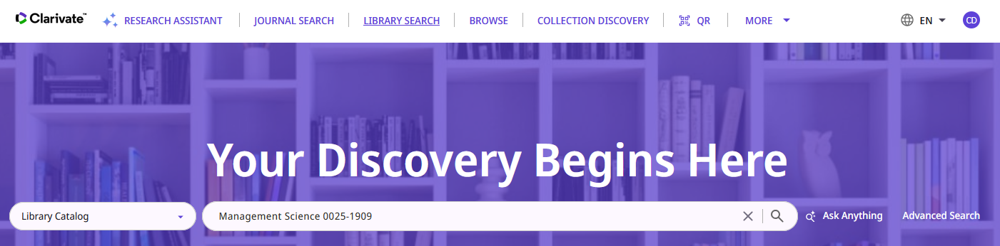 Clarivate™ RESEARCH ASSISTANT JOURNAL SEARCH LIBRARY SEARCH BROWSE COLLECTION DISCOVERY QR MORE EN CD
Your Discovery Begins Here
Library Catalog Management Science 0025-1909 Ask Anything Advanced Search